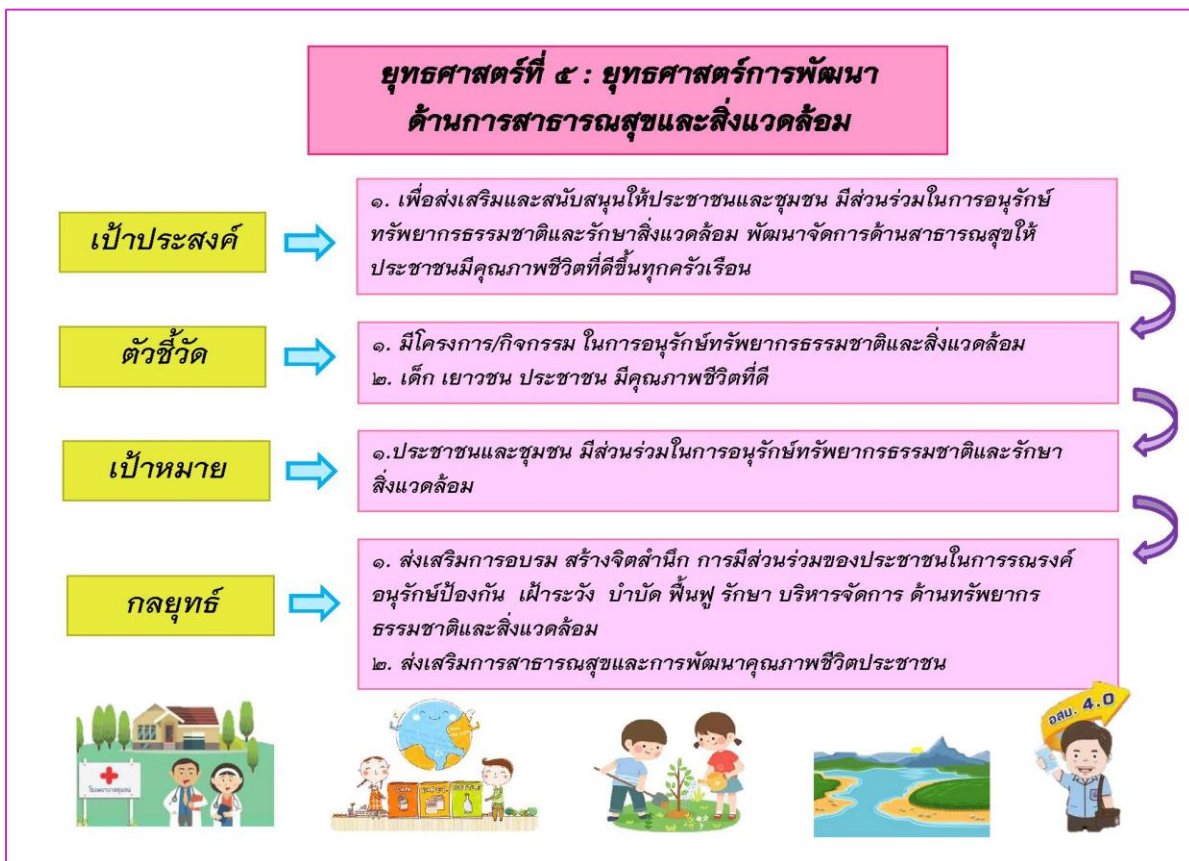 ยุทธศาสตร์ที่ ๕ : ยุทธศาสตร์การพัฒนา
ด้านการสาธารณสุขและสิ่งแวดล้อม
เป้าประสงค์
๑. เพื่อส่งเสริมและสนับสนุนให้ประชาชนและชุมชน มีส่วนร่วมในการอนุรักษ์
ทรัพยากรธรรมชาติและรักษาสิ่งแวดล้อม พัฒนาจัดการด้านสาธารณสุขให้
ประชาชนมีคุณภาพชีวิตที่ดีขึ้นทุกครัวเรือน
ตัวชี้วัด
๑. มีโครงการ/กิจกรรม ในการอนุรักษ์ทรัพยากรธรรมชาติและสิ่งแวดล้อม
๒. เด็ก เยาวชน ประชาชน มีคุณภาพชีวิตที่ดี
เป้าหมาย
๑.ประชาชนและชุมชน มีส่วนร่วมในการอนุรักษ์ทรัพยากรธรรมชาติและรักษา
สิ่งแวดล้อม
กลยุทธ์
๑. ส่งเสริมการอบรม สร้างจิตสำนึก การมีส่วนร่วมของประชาชนในการรณรงค์
อนุรักษ์ป้องกัน เฝ้าระวัง บำบัด ฟื้นฟู รักษา บริหารจัดการ ด้านทรัพยากร
ธรรมชาติและสิ่งแวดล้อม
๒. ส่งเสริมการสาธารณสุขและการพัฒนาคุณภาพชีวิตประชาชน
โรงพยาบาลชุมชน
อสม. 4.0